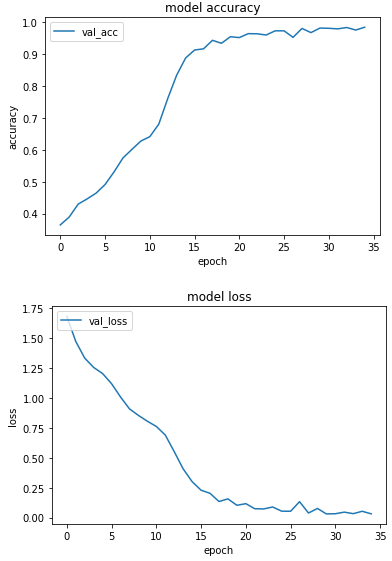 model accuracy
val_acc
1.0
0.9
0.8
0.7
0.6
0.5
0.4
accuracy
0 5 10 15 20 25 30 35
epoch
model loss
val_loss
1.75
1.50
1.25
1.00
0.75
0.50
0.25
0.00
loss
0 5 10 15 20 25 30 35
epoch